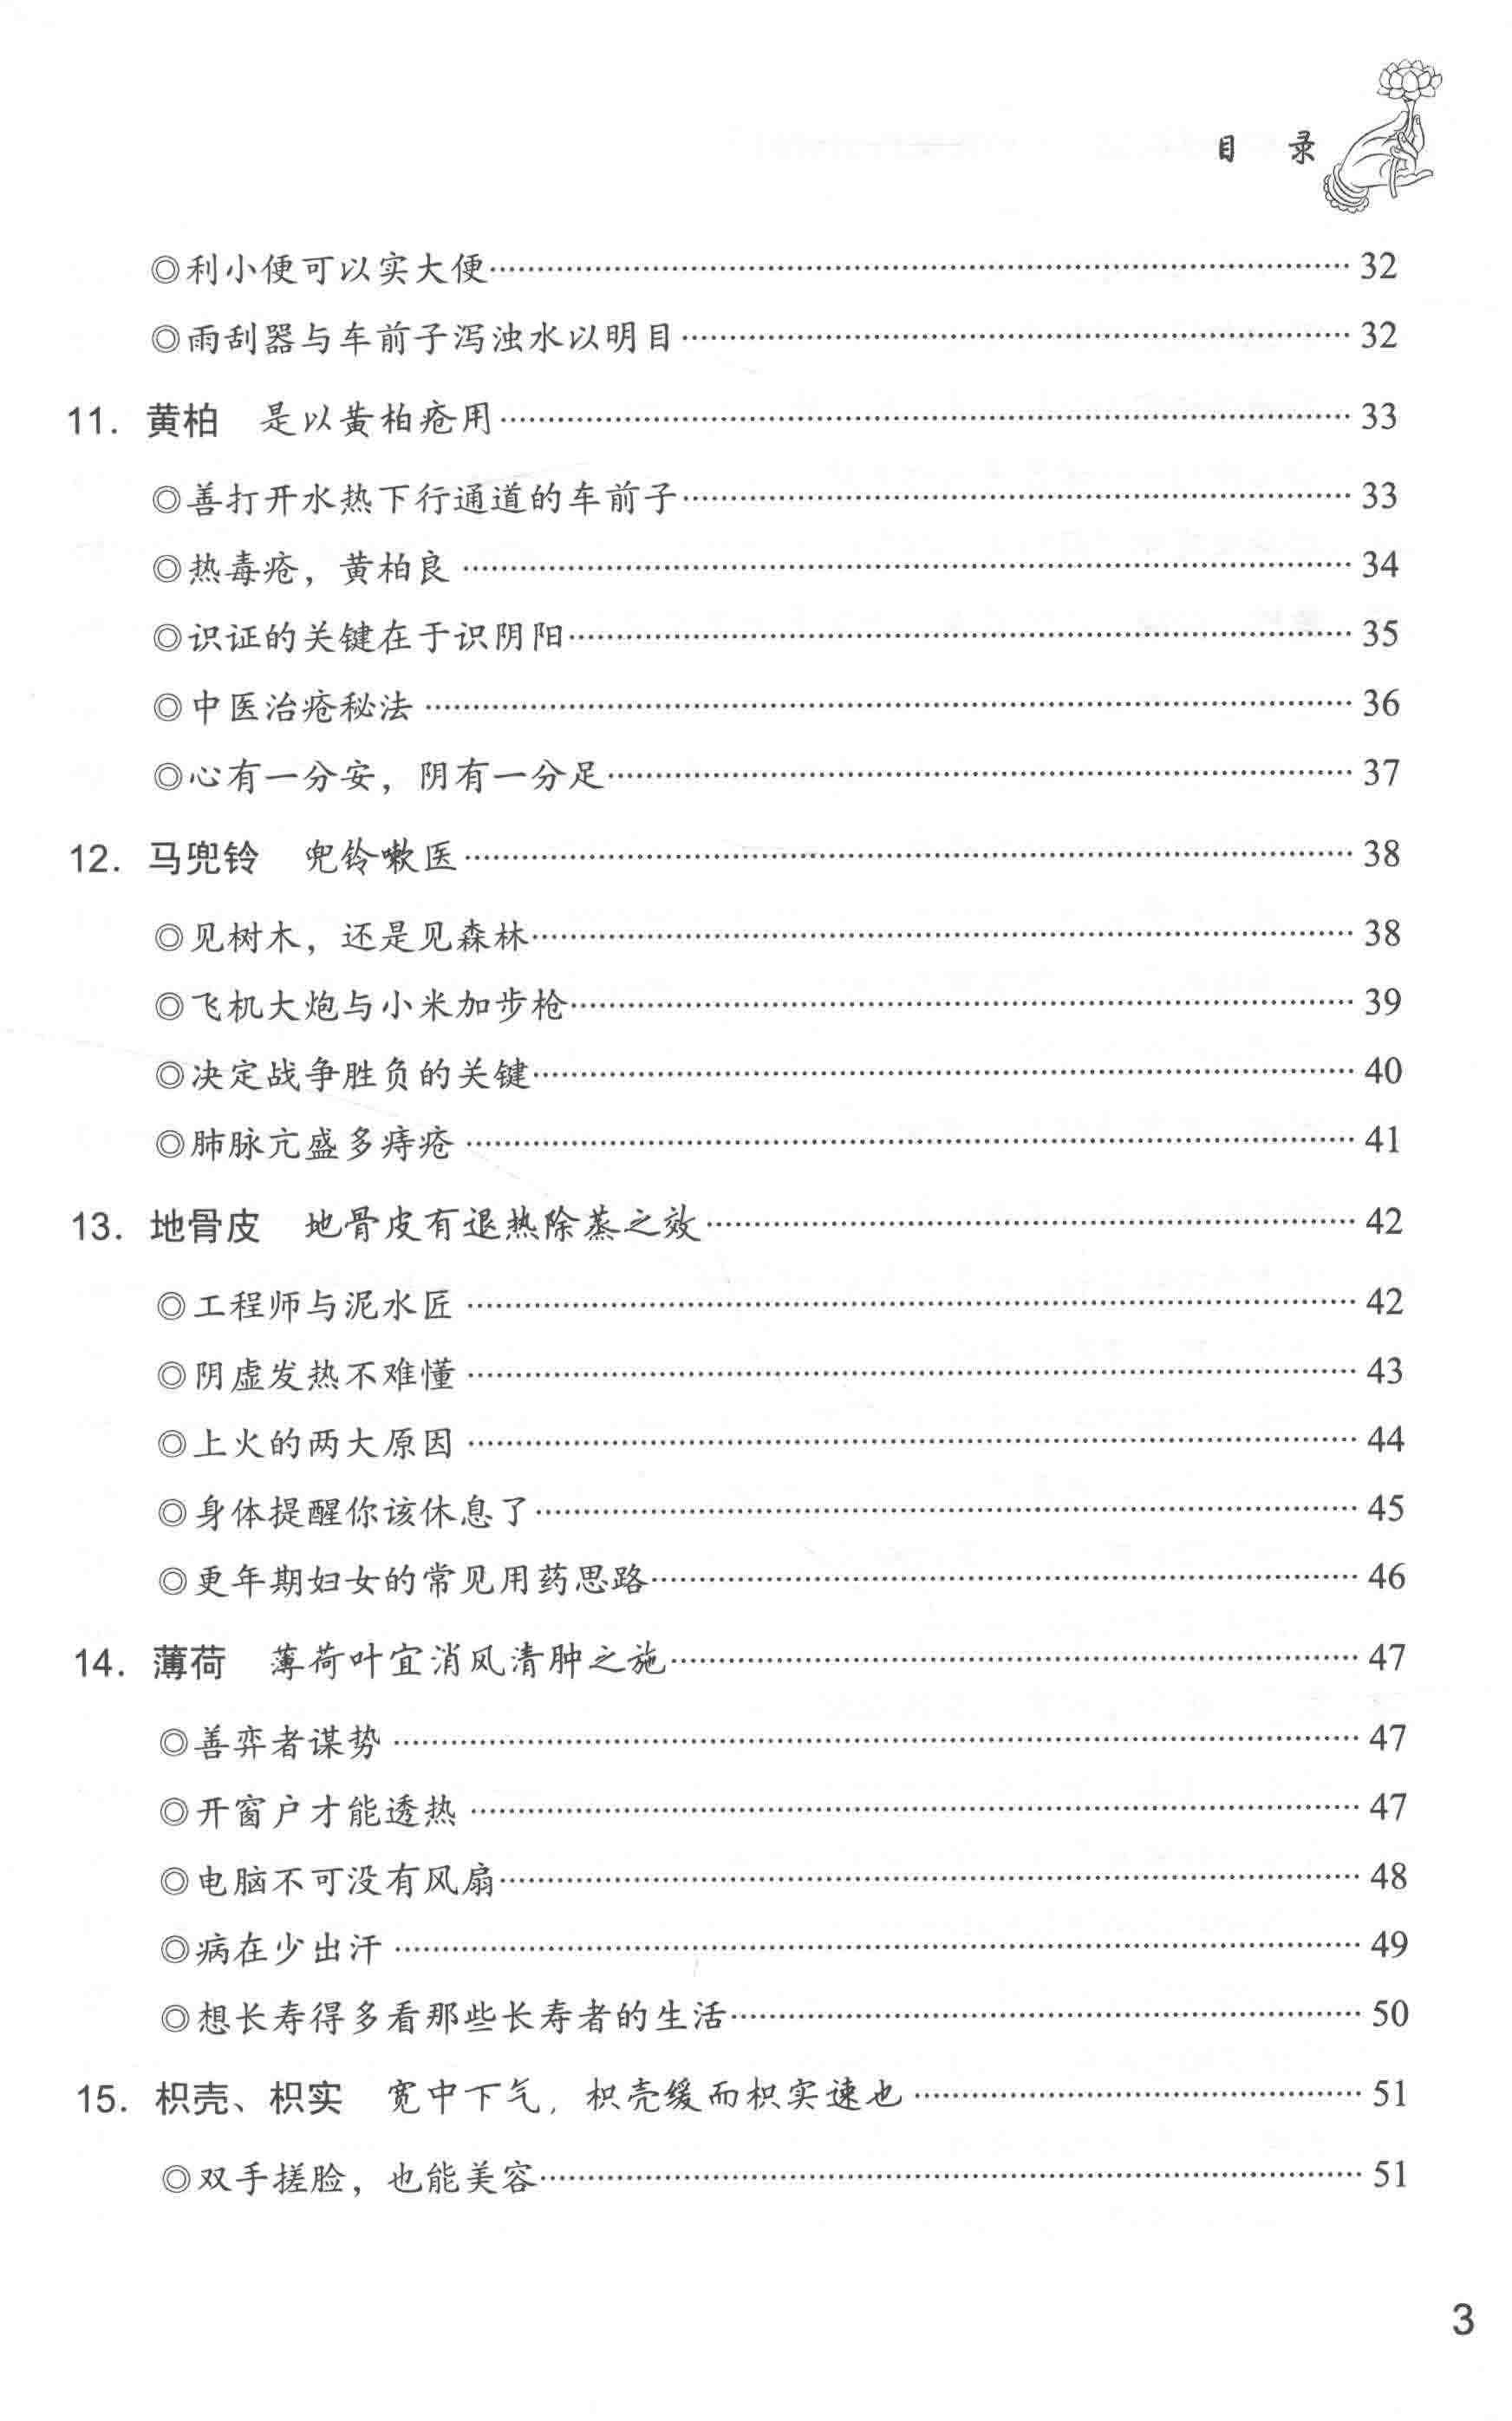 目 录
◎利小便可以实大便…………32
◎雨刮器与车前子泻浊水以明目…………32
11. 黄柏 是以黄柏疮用…………33
◎善打开水热下行通道的车前子…………33
◎热毒疮，黄柏良…………34
◎识证的关键在于识阴阳…………35
◎中医治疮秘法…………36
◎心有一分安，阴有一分足…………37
12. 马兜铃 兜铃嗽医…………38
◎见树木，还是见森林…………38
◎飞机大炮与小米加步枪…………39
◎决定战争胜负的关键…………40
◎肺脉亢盛多痔疮…………41
13. 地骨皮 地骨皮有退热除蒸之效…………42
◎工程师与泥水匠…………42
◎阴虚发热不难懂…………43
◎上火的两大原因…………44
◎身体提醒你该休息了…………45
◎更年期妇女的常见用药思路…………46
14. 薄荷 薄荷叶宜消风清肿之施…………47
◎善弈者谋势…………47
◎开窗户才能透热…………47
◎电脑不可没有风扇…………48
◎病在少出汗…………49
◎想长寿得多看那些长寿者的生活…………50
15. 枳壳、枳实 宽中下气，枳壳缓而枳实速也…………51
◎双手搓脸，也能美容…………51
3